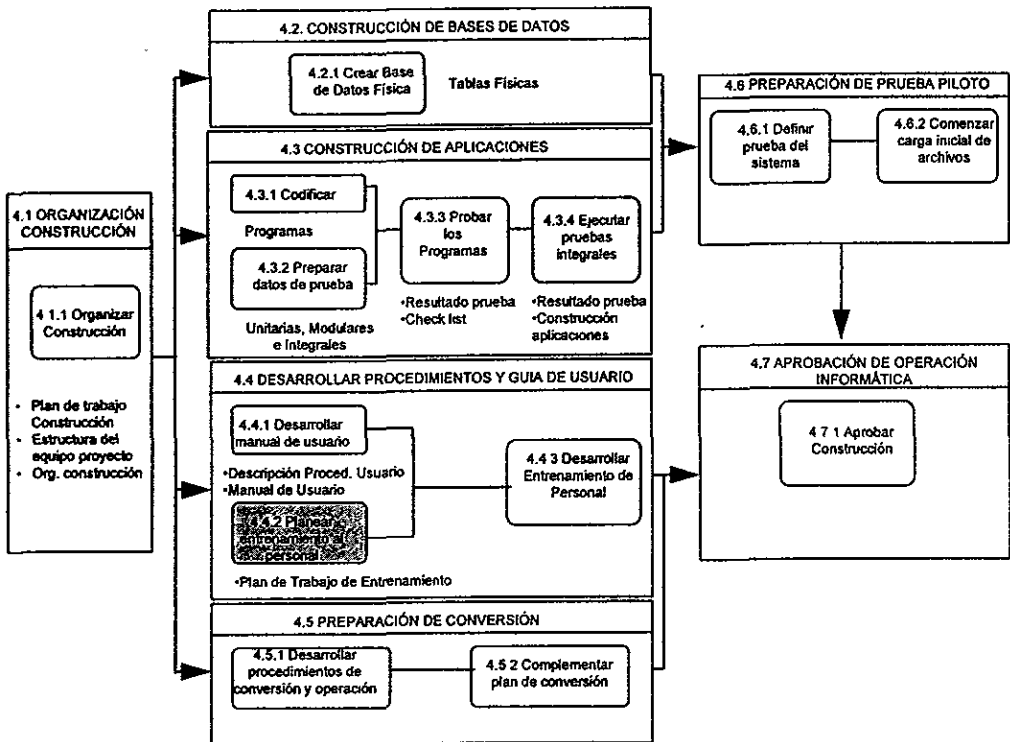 4.2. CONSTRUCCIÓN DE BASES DE DATOS
4.2.1 Crear Base
de Datos Física
Tablas Físicas
4.3 CONSTRUCCIÓN DE APLICACIONES
4.3.1 Codificar
Programas
4.3.2 Preparar
datos de prueba
Unitarias, Modulares
e Integrales
4.3.3 Probar
los
Programas
•Resultado prueba
•Check list
4.3.4 Ejecutar
pruebas
integrales
•Resultado prueba
•Construcción
aplicaciones
4.1 ORGANIZACIÓN
CONSTRUCCIÓN
4 1.1 Organizar
Construcción
• Plan de trabajo
Construcción
• Estructura del
equipo proyecto
• Org. construcción
4.4 DESARROLLAR PROCEDIMIENTOS Y GUIA DE USUARIO
4.4.1 Desarrollar
manual de usuario
•Descripción Proced. Usuario
•Manual de Usuario
4.4.2 Planear
entrenamiento al
personal
•Plan de Trabajo de Entrenamiento
4.4 3 Desarrollar
Entrenamiento de
Personal
4.5 PREPARACIÓN DE CONVERSIÓN
4.5.1 Desarrollar
procedimientos de
conversión y operación
4.5 2 Complementar
plan de conversión
4.6 PREPARACIÓN DE PRUEBA PILOTO
4.6.1 Definir
prueba del
sistema
4.6.2 Comenzar
carga inicial de
archivos
4.7 APROBACIÓN DE OPERACIÓN
INFORMÁTICA
4 7 1 Aprobar
Construcción